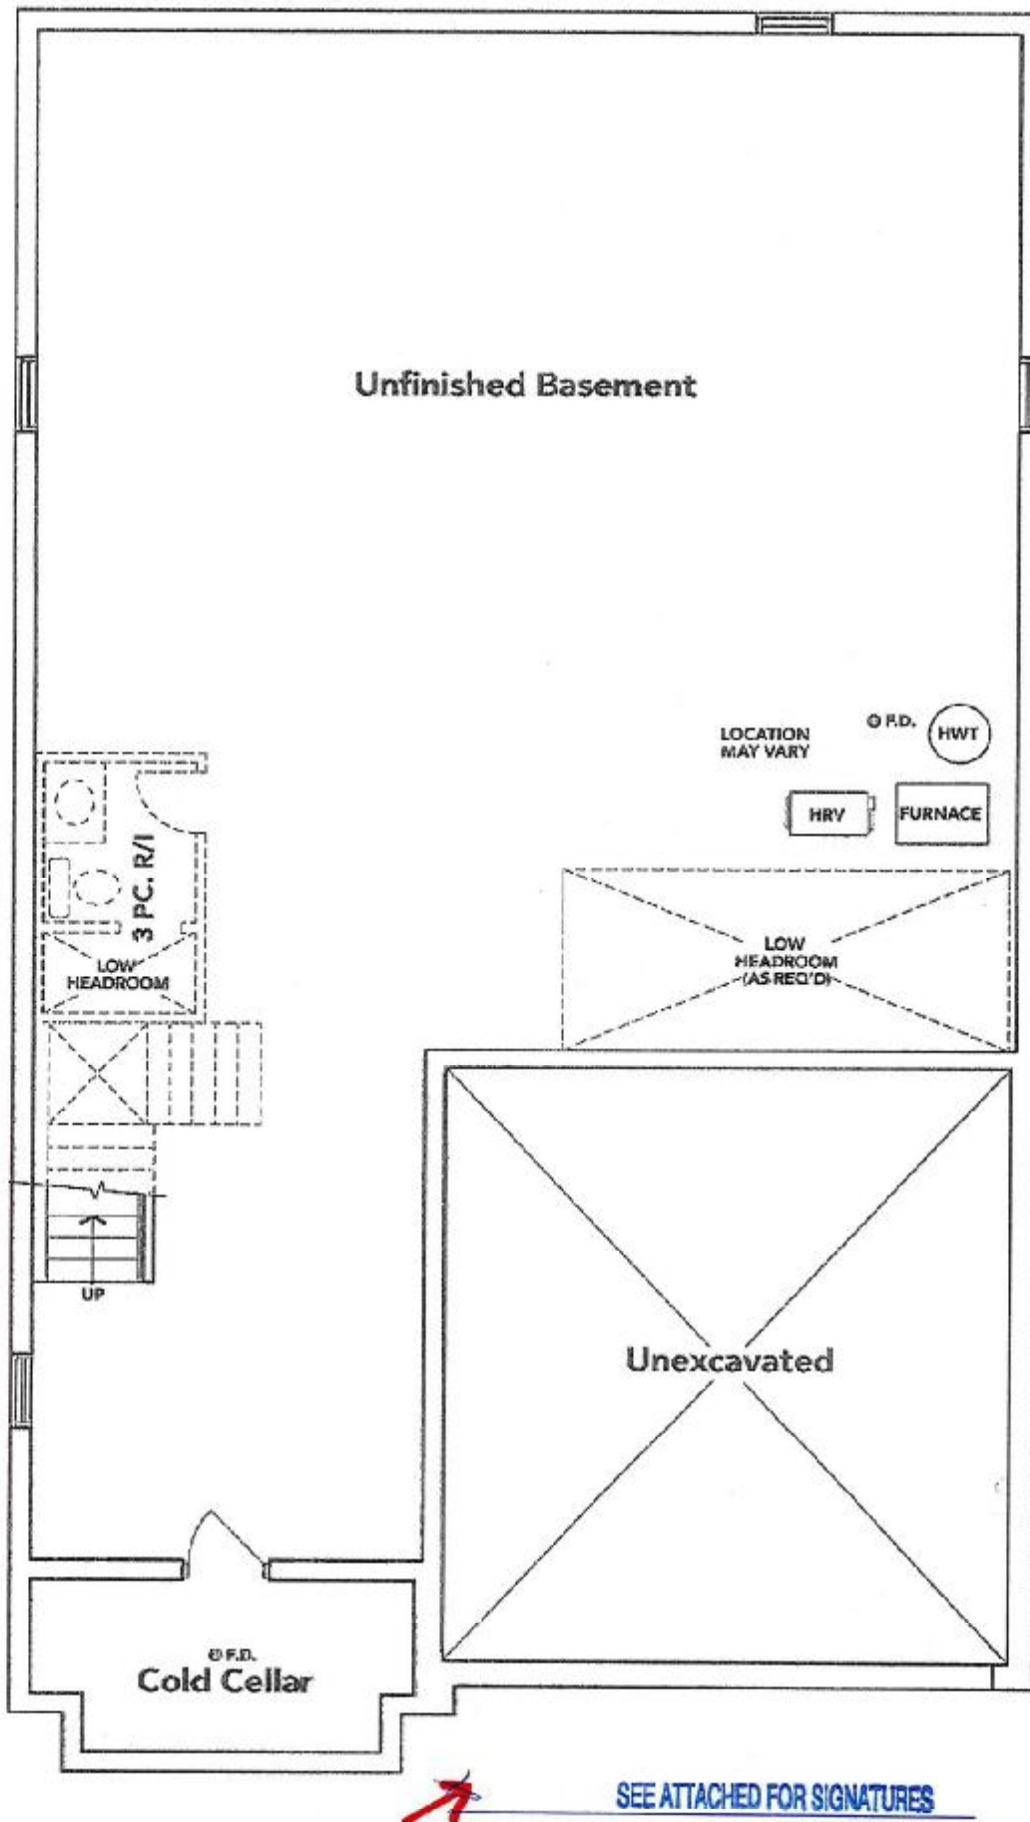 Unfinished Basement
LOCATION
MAY VARY
F.D.
HWT
HRV
FURNACE
3 PC. R/I
LOW
HEADROOM
LOW
HEADROOM
(AS REQ'D)
UP
Unexcavated
F.D.
Cold Cellar
SEE ATTACHED FOR SIGNATURES